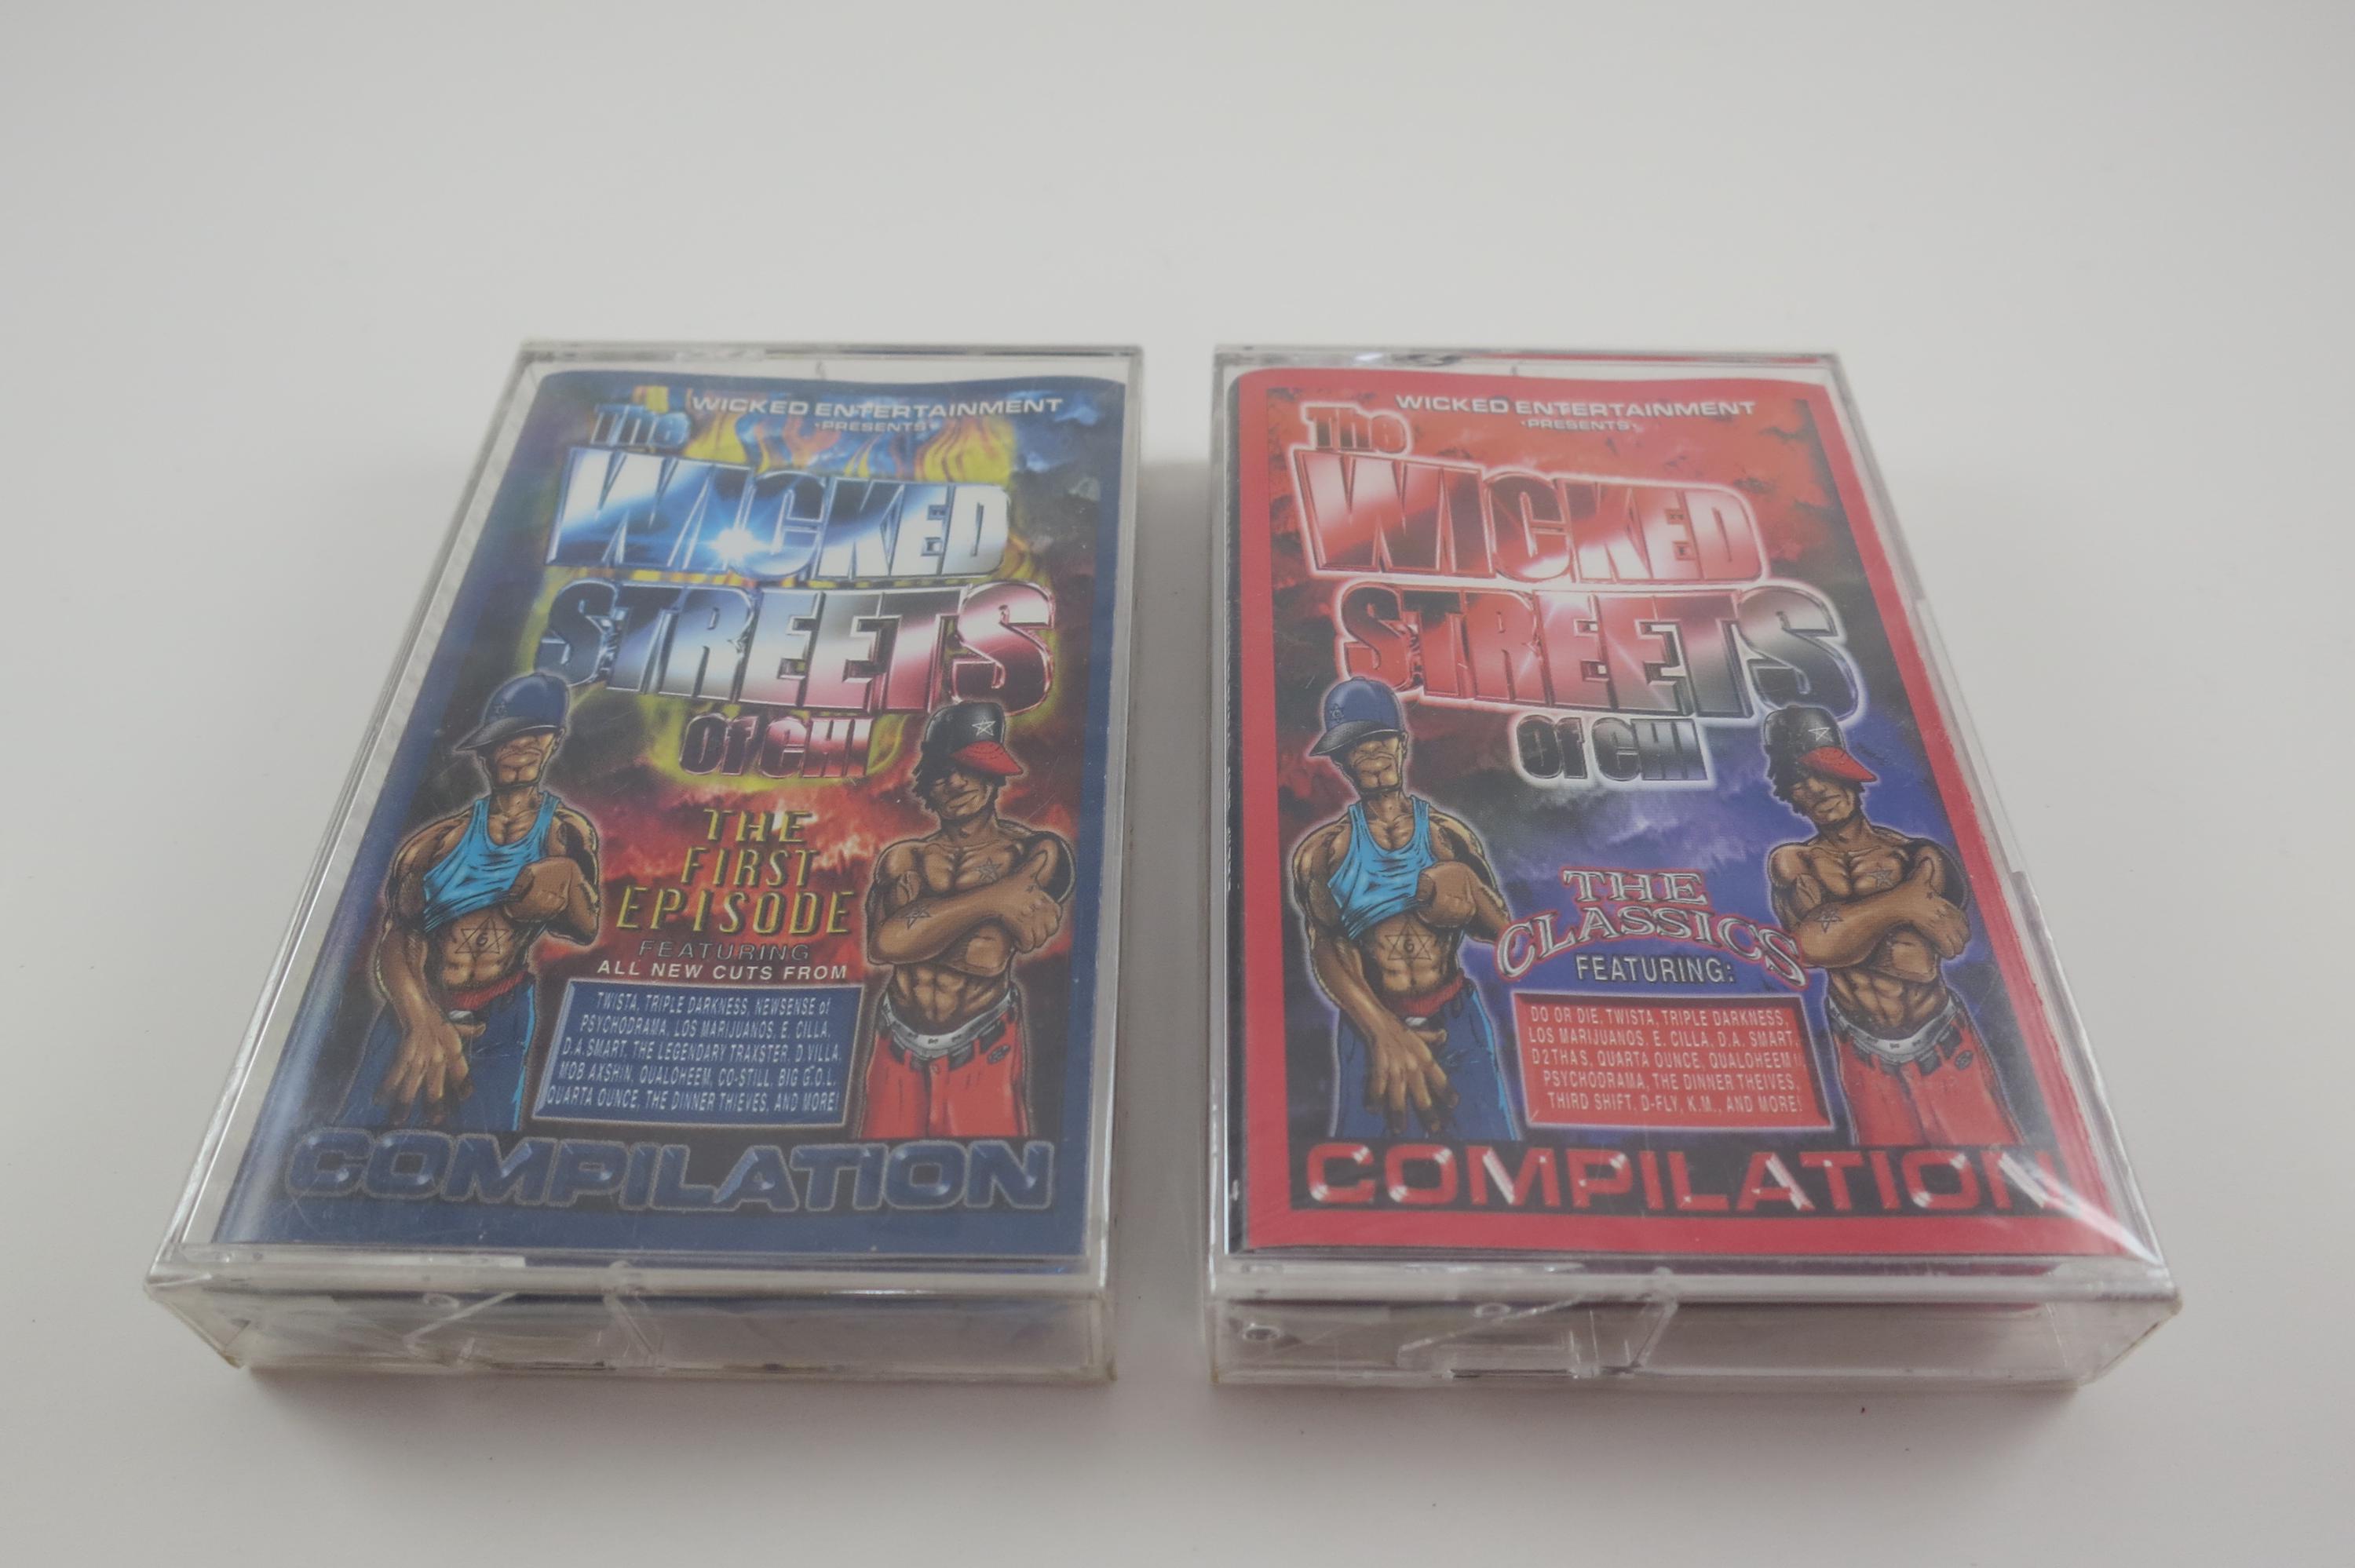 WICKED ENTERTAINMENT
·PRESENTS·
The
WICKED
STREETS
Of CHI
THE
FIRST
EPISODE
FEATURING
ALL NEW CUTS FROM
TWISTA, TRIPLE DARKNESS, NEWSENSE of
PSYCHODRAMA, LOS MARIJUANOS, E. CILLA,
D.A. SMART, THE LEGENDARY TRAXSTER, D.VILLA,
MOB AXSHIN, QUALOHEEM, CO-STILL, BIG G.O.L.
QUARTA OUNCE, THE DINNER THIEVES, AND MORE!
COMPILATION
WICKED ENTERTAINMENT
·PRESENTS·
The
WICKED
STREETS
Of CHI
THE
CLASSICS
FEATURING:
DO OR DIE, TWISTA, TRIPLE DARKNESS,
LOS MARIJUANOS, E. CILLA, D.A. SMART,
D2THAS, QUARTA OUNCE, QUALOHEEM
PSYCHODRAMA, THE DINNER THEIVES,
THIRD SHIFT, D-FLY, K.M., AND MORE!
COMPILATION